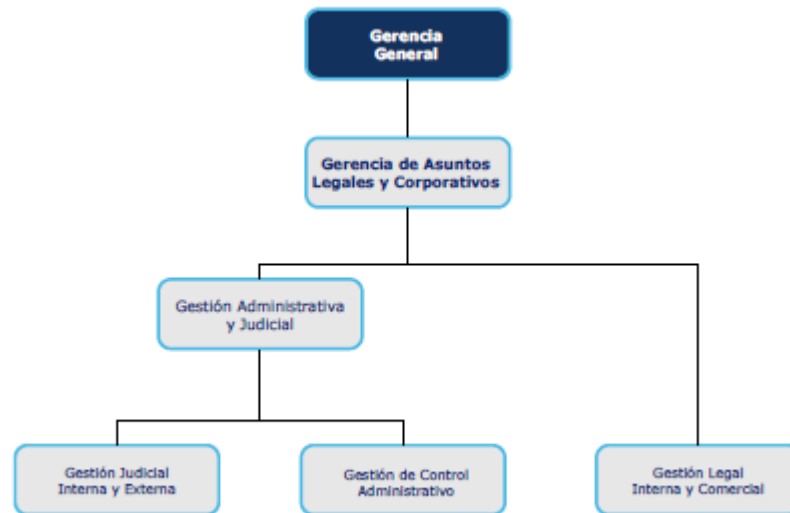 Gerencia
General
Gerencia de Asuntos
Legales y Corporativos
Gestión Administrativa
y Judicial
Gestión Judicial
Interna y Externa
Gestión de Control
Administrativo
Gestión Legal
Interna y Comercial